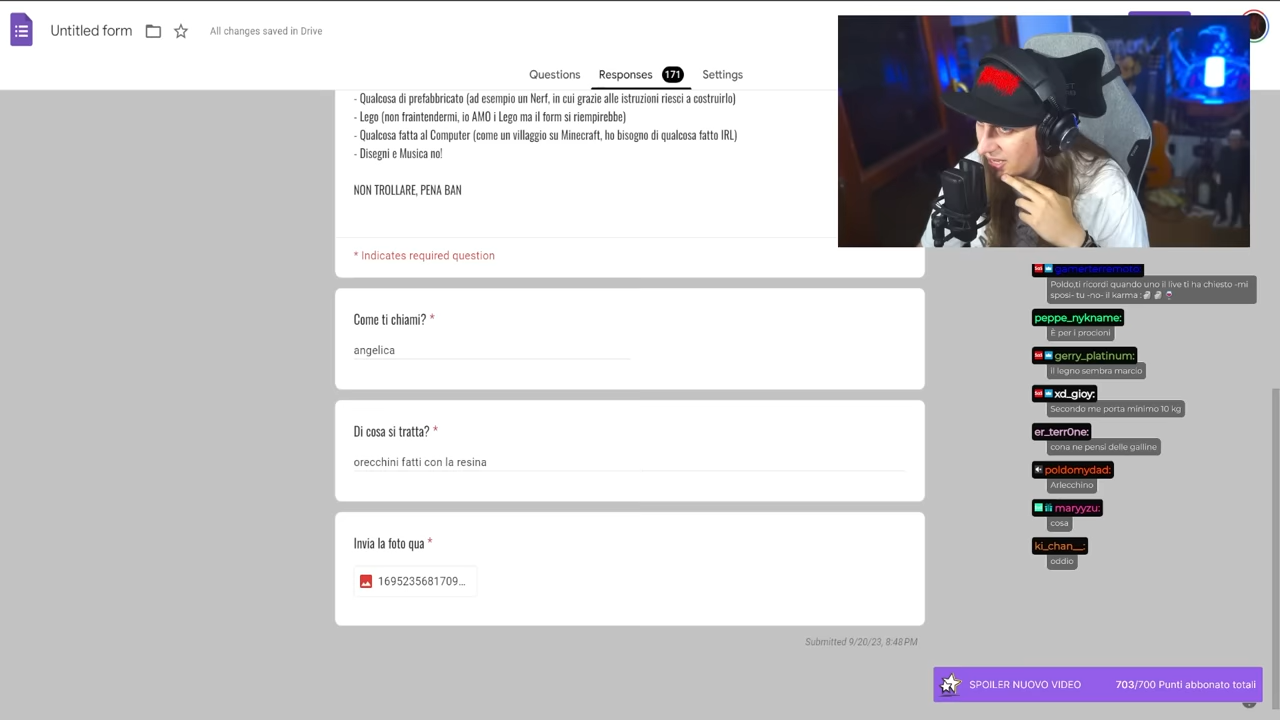 Untitled form
All changes saved in Drive
Questions
Responses
171
Settings
- Qualcosa di prefabbricato (ad esempio un Nerf, in cui grazie alle istruzioni riesci a costruirlo)
- Lego (non fraintendermi, io AMO i Lego ma il form si riempirebbe)
- Qualcosa fatta al Computer (come un villaggio su Minecraft, ho bisogno di qualcosa fatto IRL)
- Disegni e Musica no!
NON TROLLARE, PENA BAN
* Indicates required question
Come ti chiami? *
angelica
Di cosa si tratta? *
orecchini fatti con la resina
Invia la foto qua *
1695235681709...
Submitted 9/20/23, 8:48 PM
Poldo,ti ricordi quando uno il live ti ha chiesto -mi
sposi- tu -no- il karma :
peppe_nykname:
È per i procioni
gerry_platinum:
il legno sembra marcio
xd_gioy:
Secondo me porta minimo 10 kg
er_terr0ne:
cona ne pensi delle galline
poldomydad:
Arlecchino
maryyzu:
cosa
ki_chan__:
oddio
SPOILER NUOVO VIDEO
703/700 Punti abbonato totali